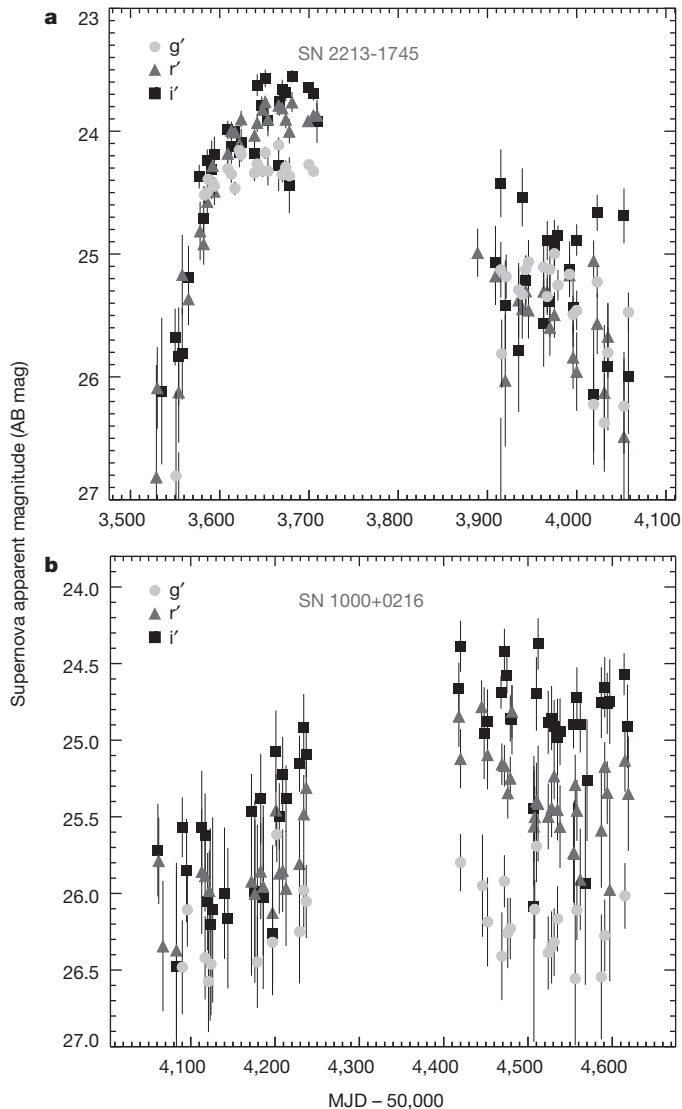 a
23
24
25
26
27
g′
r′
i′
SN 2213-1745
3,500
3,600
3,700
3,800
3,900
4,000
4,100
Supernova apparent magnitude (AB mag)
b
24.0
24.5
25.0
25.5
26.0
26.5
27.0
g′
r′
i′
SN 1000+0216
4,100
4,200
4,300
4,400
4,500
4,600
MJD – 50,000